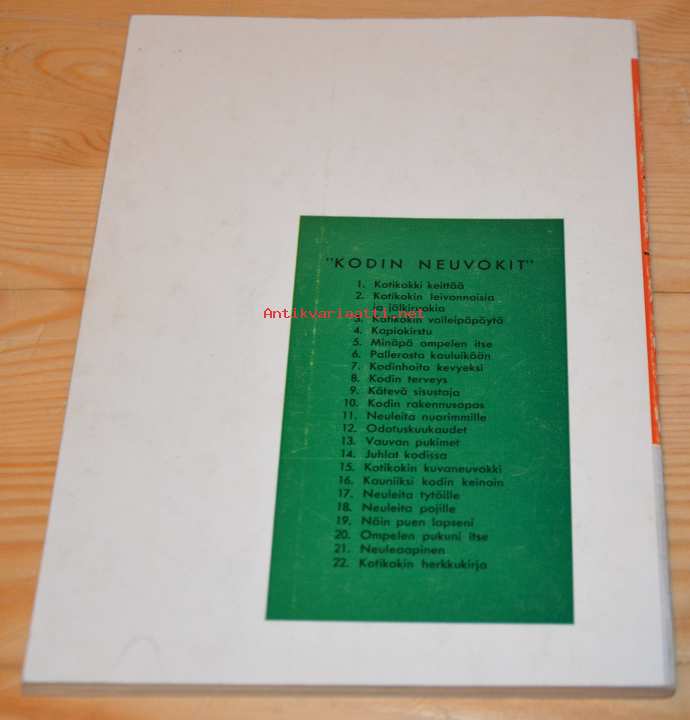 "KODIN NEUVOKIT"
1. Kotikokki keittää
2. Kotikokin leivonnaisia
ja jälkiruokia
Antikvariaatti.net
3. Kotikokin voileipäpöytä
4. Kapiokirstu
5. Minäpä ompelen itse
6. Pallerosta kouluikään
7. Kodinhoito kevyeksi
8. Kodin terveys
9. Kätevä sisustaja
10. Kodin rakennusopas
11. Neuleita nuorimmille
12. Odotuskuukaudet
13. Vauvan pukimet
14. Juhlat kodissa
15. Kotikokin kuvaneuvokki
16. Kauniiksi kodin keinoin
17. Neuleita tytöille
18. Neuleita pojille
19. Näin puen lapseni
20. Ompelen pukuni itse
21. Neuleaapinen
22. Kotikokin herkkukirja